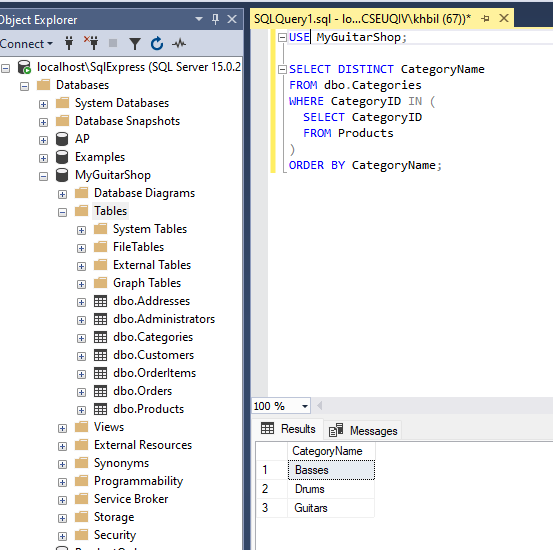 Object Explorer
Connect
localhost\SqlExpress (SQL Server 15.0.2
Databases
System Databases
Database Snapshots
AP
Examples
MyGuitarShop
Database Diagrams
Tables
System Tables
FileTables
External Tables
Graph Tables
dbo.Addresses
dbo.Administrators
dbo.Categories
dbo.Customers
dbo.OrderItems
dbo.Orders
dbo.Products
Views
External Resources
Synonyms
Programmability
Service Broker
Storage
Security
SQLQuery1.sql - lo...CSEUQIV\khbil (67))*
USE MyGuitarShop;
SELECT DISTINCT CategoryName
FROM dbo.Categories
WHERE CategoryID IN (
SELECT CategoryID
FROM Products
)
ORDER BY CategoryName;
100 %
Results Messages
CategoryName
1 Basses
2 Drums
3 Guitars